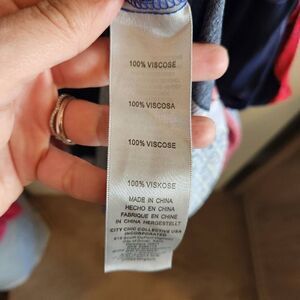 100% VISCOSE
100% VISCOSA
100% VISCOSE
100% VISKOSE
MADE IN CHINA
HECHO EN CHINA
FABRIQUE EN CHINE
IN CHINA HERGESTELLT
CITY CHIC COLLECTIVE USA
INCORPORATED